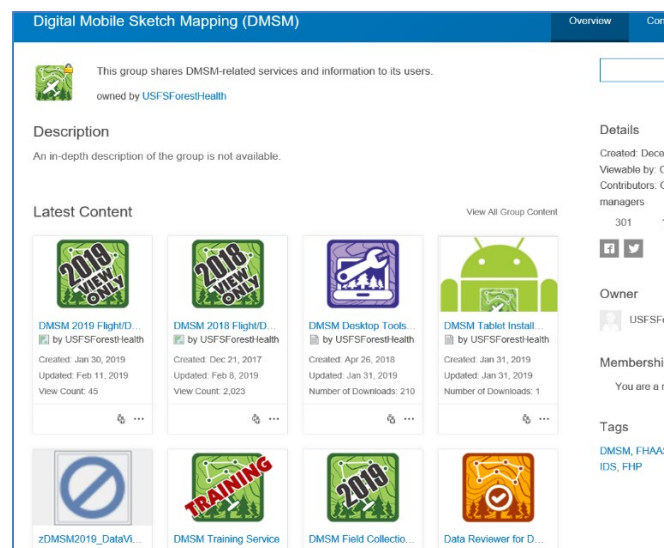 Digital Mobile Sketch Mapping (DMSM)
Overview
This group shares DMSM-related services and information to its users.
owned by USFSForestHealth
Description
An in-depth description of the group is not available.
Details
Created:
Viewable by:
Contributors:
managers
301
Latest Content
View All Group Content
2019 VIEW ONLY
2018 VIEW ONLY
DMSM 2019 Flight/D...
by USFSForestHealth
Created: Jan 30, 2019
Updated: Feb 11, 2019
View Count: 45
DMSM 2018 Flight/D...
by USFSForestHealth
Created: Dec 21, 2017
Updated: Feb 8, 2019
View Count: 2,023
DMSM Desktop Tools...
by USFSForestHealth
Created: Apr 26, 2018
Updated: Jan 31, 2019
Number of Downloads: 210
DMSM Tablet Install...
by USFSForestHealth
Created: Jan 31, 2019
Updated: Jan 31, 2019
Number of Downloads: 1
Owner
You are a
Tags
DMSM,
IDS, FHP
TRAINING
2019
zDMSM2019_DataVi...
DMSM Training Service
DMSM Field Collectio...
Data Reviewer for D...